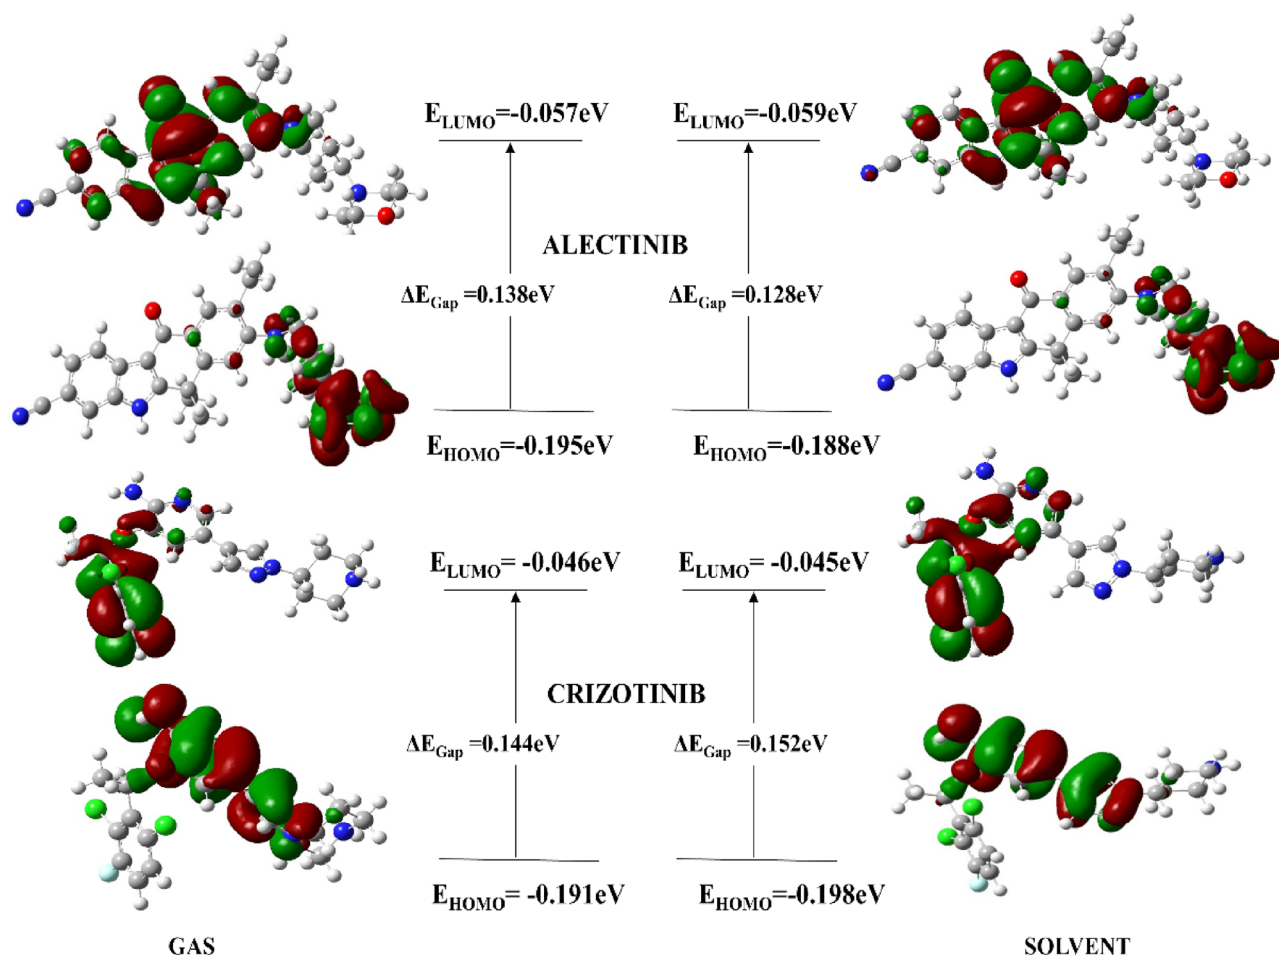 E_LUMO=-0.057eV
E_LUMO=-0.059eV
ALECTINIB
ΔE_Gap =0.138eV
ΔE_Gap =0.128eV
E_HOMO=-0.195eV
E_HOMO=-0.188eV
E_LUMO= -0.046eV
E_LUMO= -0.045eV
CRIZOTINIB
ΔE_Gap =0.144eV
ΔE_Gap =0.152eV
E_HOMO= -0.191eV
E_HOMO= -0.198eV
GAS
SOLVENT